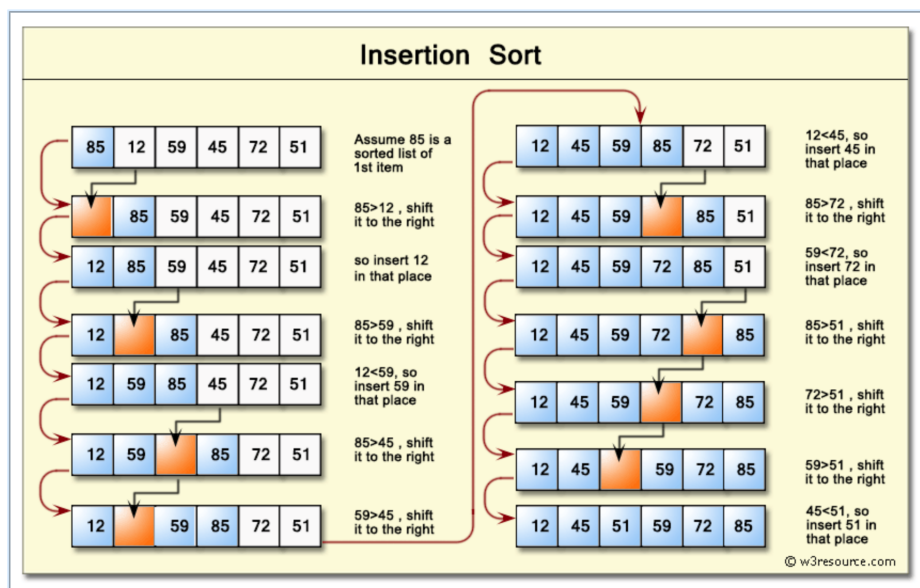 Insertion Sort
85 12 59 45 72 51
Assume 85 is a
sorted list of
1st item
85 59 45 72 51
85>12 , shift
it to the right
12 85 59 45 72 51
so insert 12
in that place
12 85 45 72 51
85>59 , shift
it to the right
12 59 85 45 72 51
12<59, so
insert 59 in
that place
12 59 85 72 51
85>45 , shift
it to the right
12 59 85 72 51
59>45 , shift
it to the right
12 45 59 85 72 51
12<45, so
insert 45 in
that place
12 45 59 85 51
85>72 , shift
it to the right
12 45 59 72 85 51
59<72, so
insert 72 in
that place
12 45 59 72 85
85>51 , shift
it to the right
12 45 59 72 85
72>51 , shift
it to the right
12 45 59 72 85
59>51 , shift
it to the right
12 45 51 59 72 85
45<51, so
insert 51 in
that place
© w3resource.com